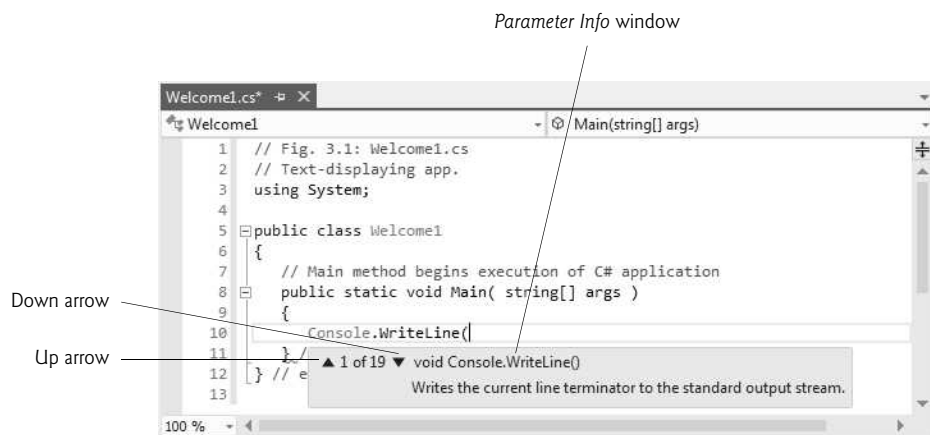 Parameter Info window
Welcome1.cs*
Welcome1 Main(string[] args)
1 // Fig. 3.1: Welcome1.cs
2 // Text-displaying app.
3 using System;
4
5 public class Welcome1
6 {
7 // Main method begins execution of C# application
8 public static void Main( string[] args )
9 {
Down arrow
10 Console.WriteLine(
Up arrow
11 } /
▲ 1 of 19 ▼ void Console.WriteLine()
12 } // e
Writes the current line terminator to the standard output stream.
13
100 %